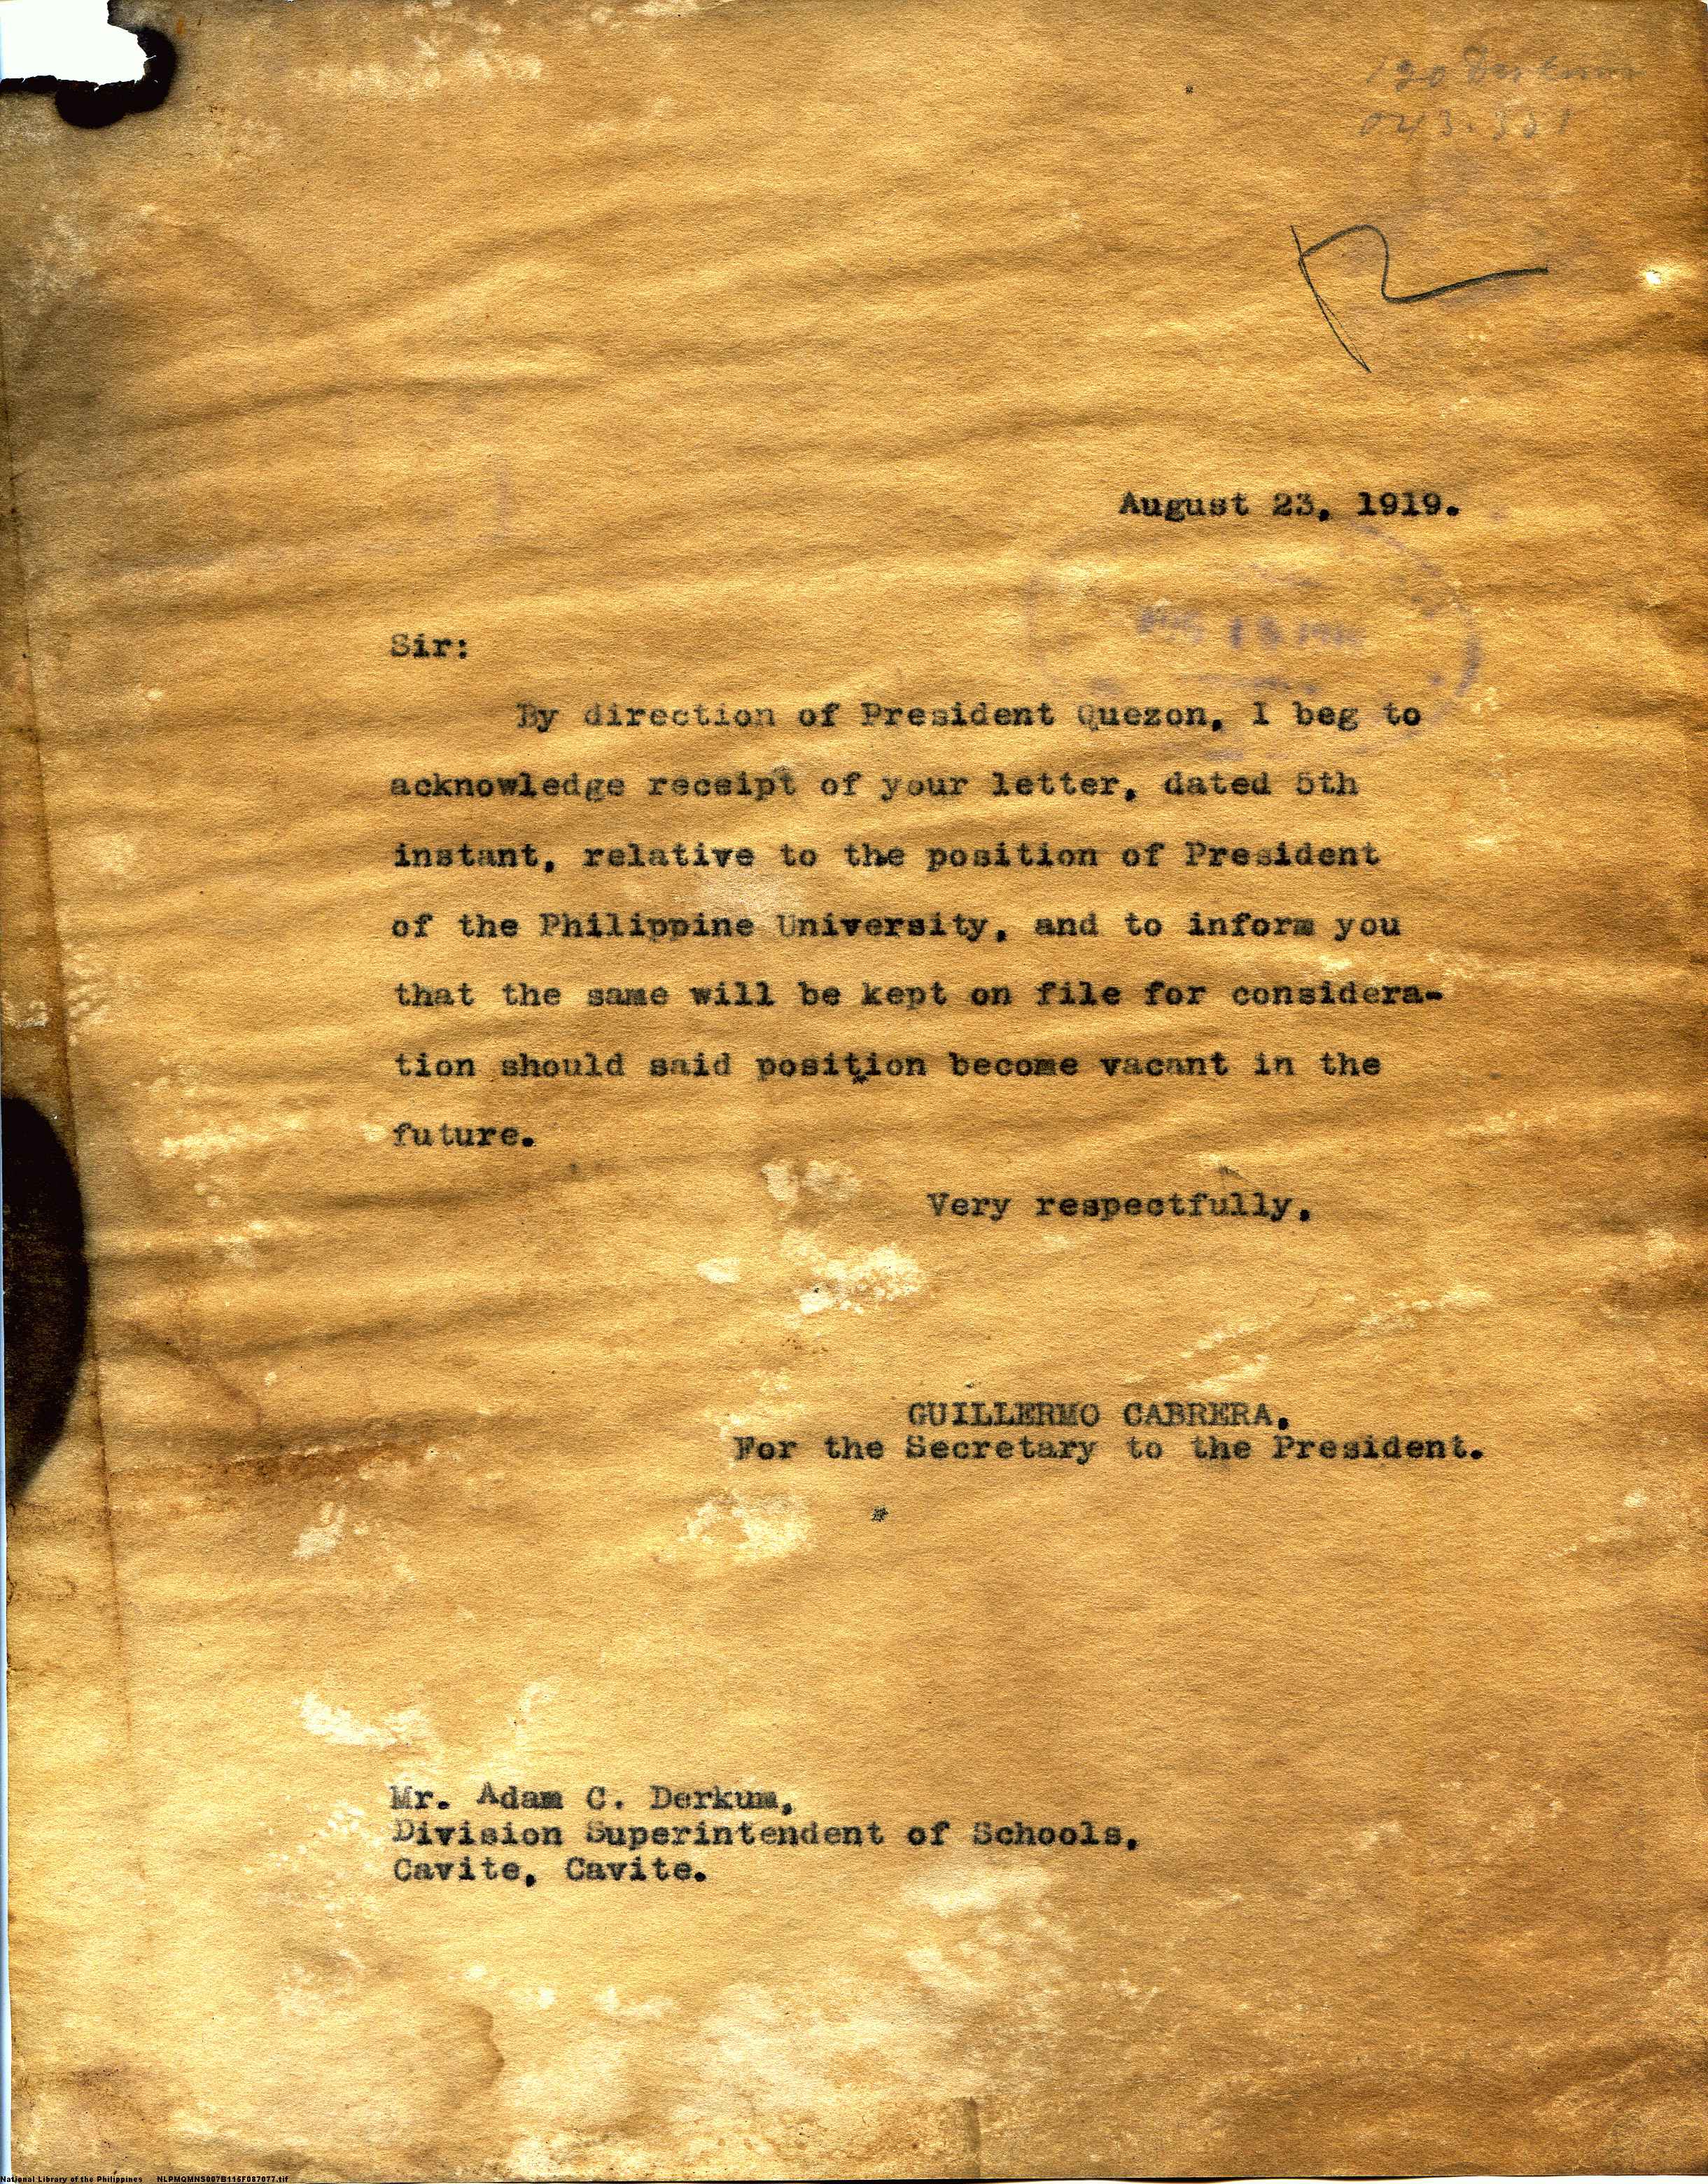 August 23, 1919.
Sir:
By direction of President Quezon, I beg to
acknowledge receipt of your letter, dated 5th
instant, relative to the position of President
of the Philippine University, and to inform you
that the same will be kept on file for considera-
tion should said position become vacant in the
future.
Very respectfully,
GUILLERMO CABRERA,
For the Secretary to the President.
Mr. Adam C. Derkum,
Division Superintendent of Schools,
Cavite, Cavite.
National Library of the Philippines NLPMQMNS007B116F087077.tif